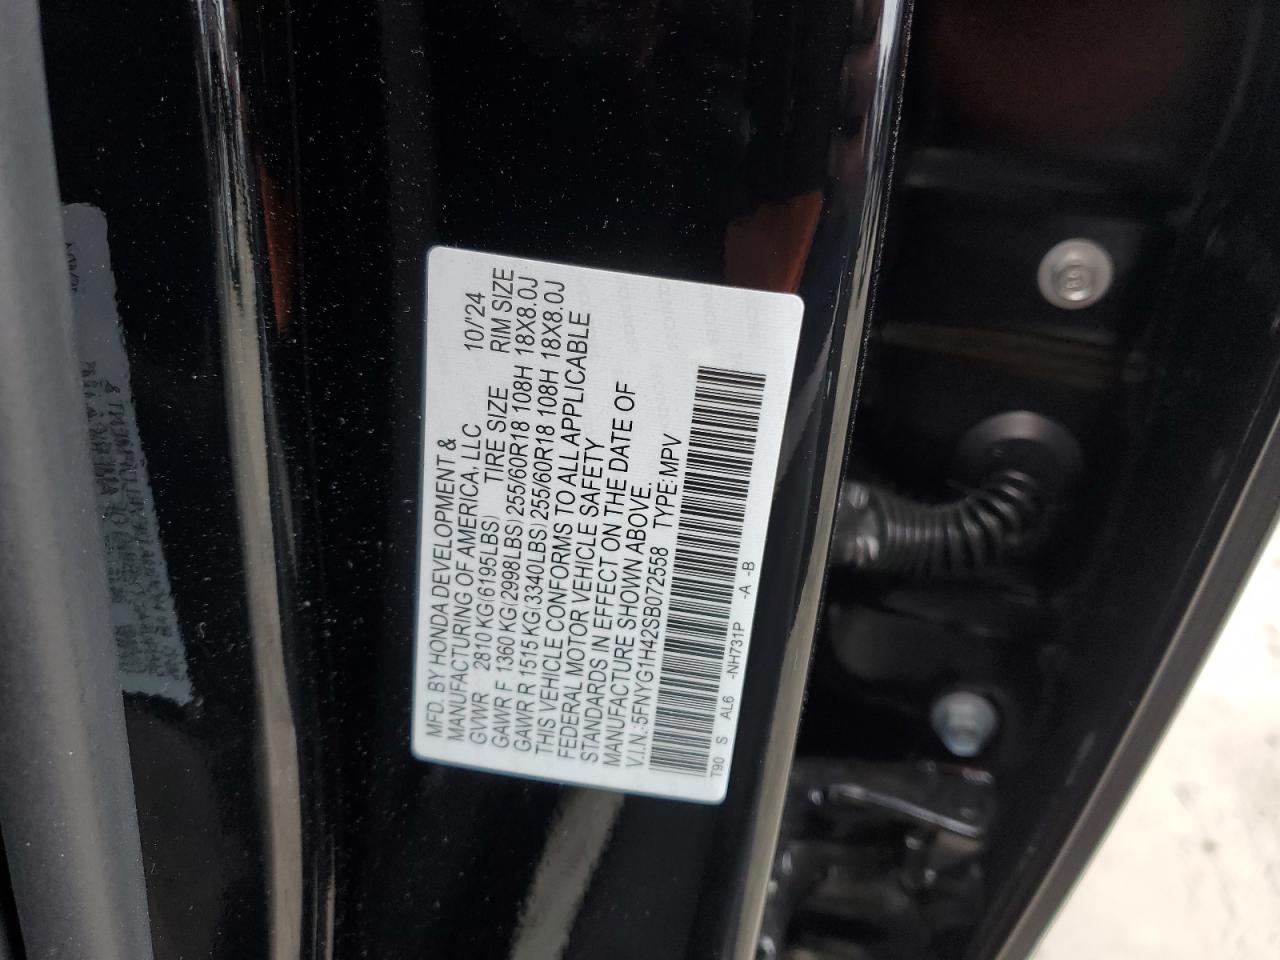 MFD. BY HONDA DEVELOPMENT &
MANUFACTURING OF AMERICA, LLC 10/'24
GVWR 2810 KG(6195LBS) TIRE SIZE RIM SIZE
GAWR F 1360 KG(2998LBS) 255/60R18 108H 18X8.0J
GAWR R 1515 KG(3340LBS) 255/60R18 108H 18X8.0J
THIS VEHICLE CONFORMS TO ALL APPLICABLE
FEDERAL MOTOR VEHICLE SAFETY
STANDARDS IN EFFECT ON THE DATE OF
MANUFACTURE SHOWN ABOVE.
V.I.N.:5FNYG1H42SB072558 TYPE:MPV
T90 S AL6 -NH731P -A -B